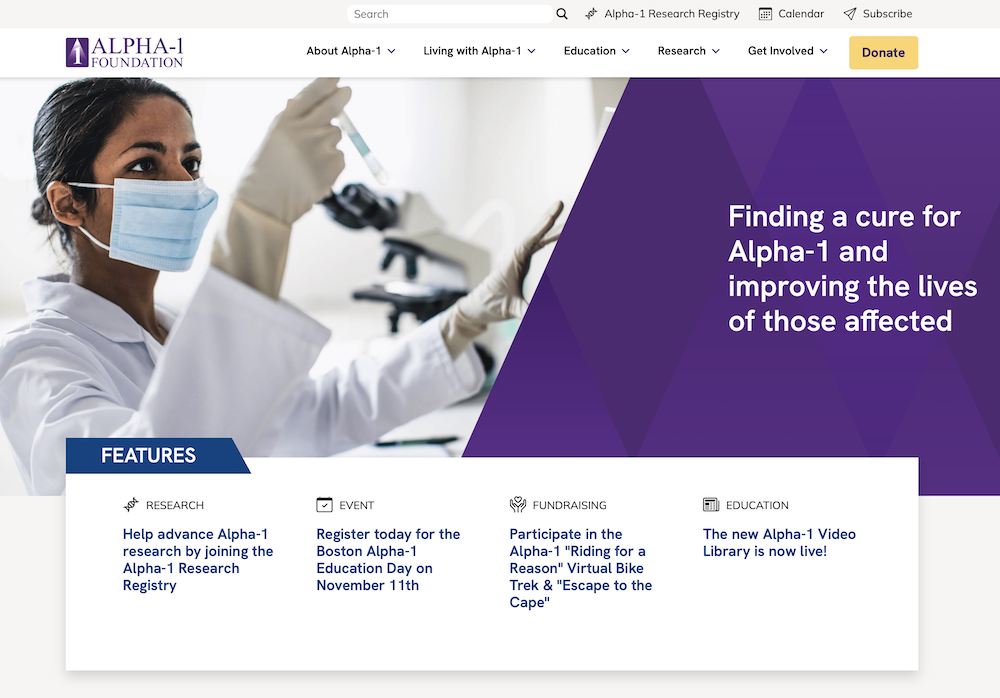 Search
Alpha-1 Research Registry
Calendar
Subscribe
ALPHA-1
FOUNDATION
About Alpha-1
Living with Alpha-1
Education
Research
Get Involved
Donate
Finding a cure for
Alpha-1 and
improving the lives
of those affected
FEATURES
RESEARCH
Help advance Alpha-1
research by joining the
Alpha-1 Research
Registry
EVENT
Register today for the
Boston Alpha-1
Education Day on
November 11th
FUNDRAISING
Participate in the
Alpha-1 "Riding for a
Reason" Virtual Bike
Trek & "Escape to the
Cape"
EDUCATION
The new Alpha-1 Video
Library is now live!